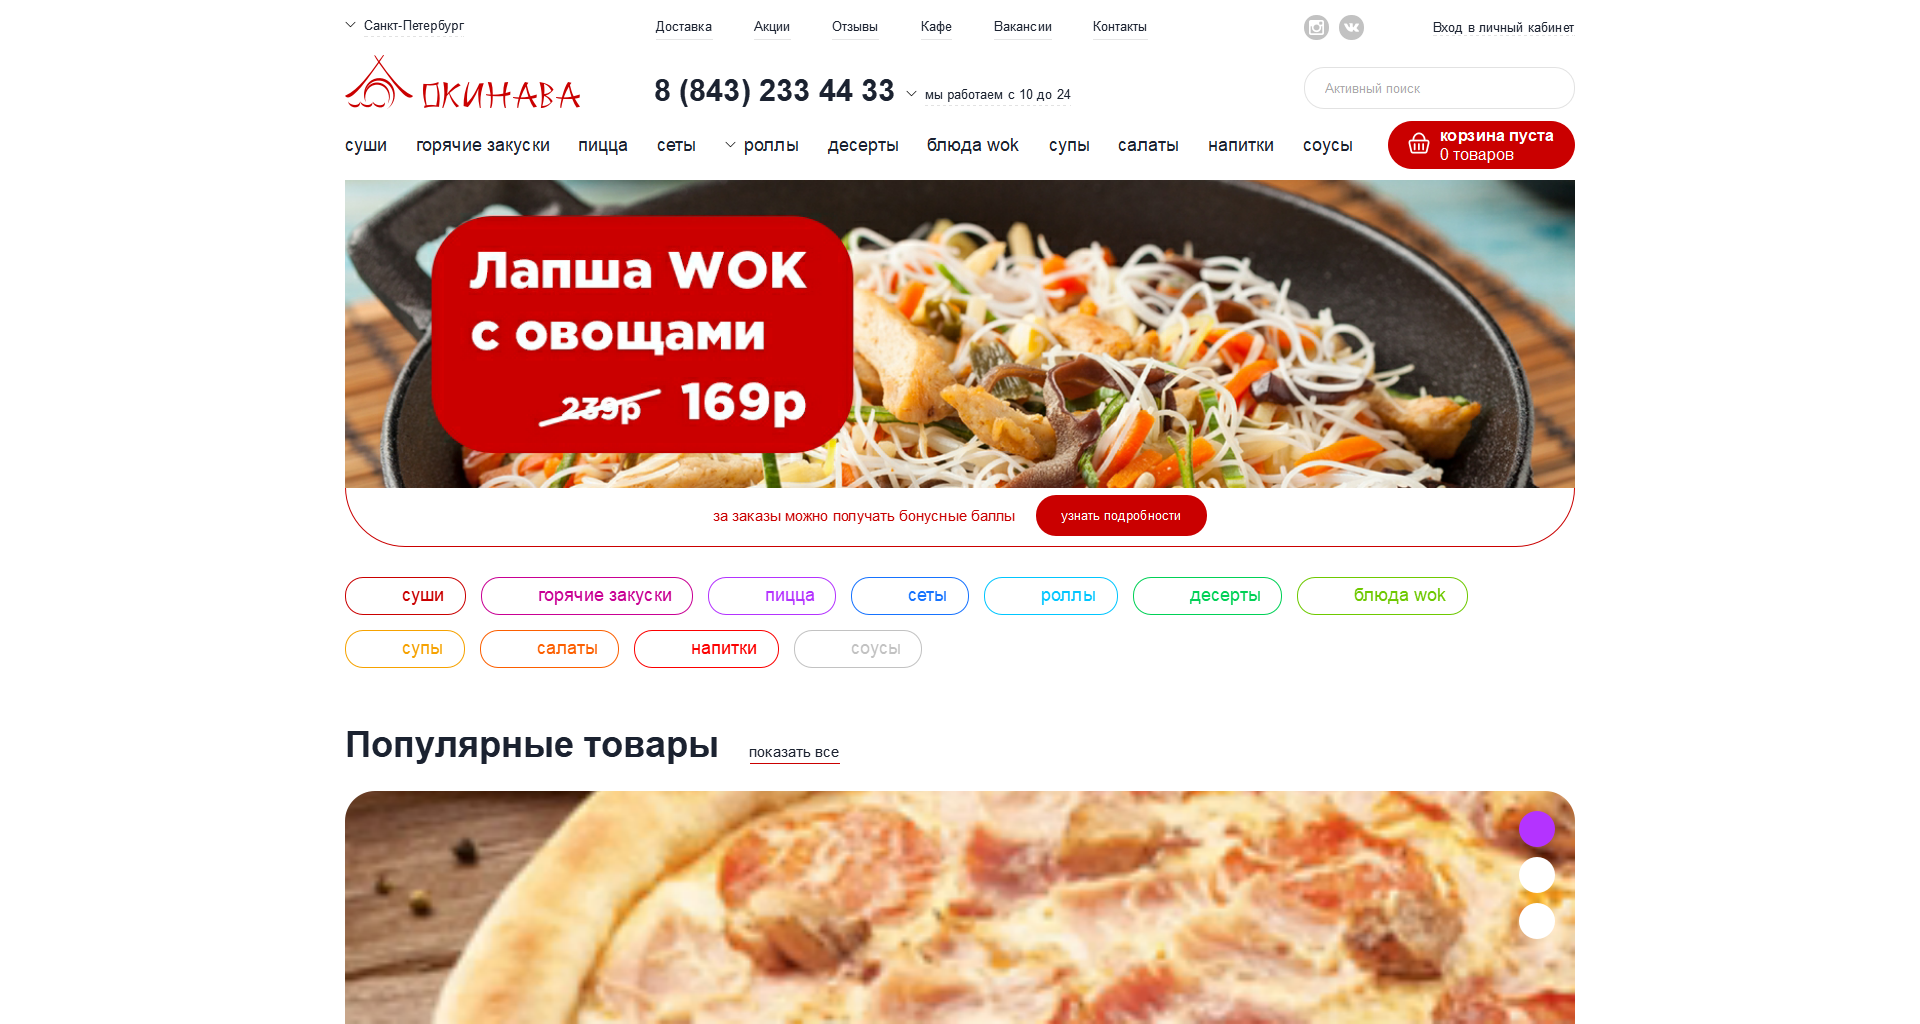 Санкт-Петербург
Доставка
Акции
Отзывы
Кафе
Вакансии
Контакты
Вход в личный кабинет
ОКИНАВА
8 (843) 233 44 33
мы работаем с 10 до 24
Активный поиск
суши
горячие закуски
пицца
сеты
роллы
десерты
блюда wok
супы
салаты
напитки
соусы
корзина пуста
0 товаров
Лапша WOK
с овощами
239р 169р
за заказы можно получать бонусные баллы
узнать подробности
суши
горячие закуски
пицца
сеты
роллы
десерты
блюда wok
супы
салаты
напитки
соусы
Популярные товары
показать все